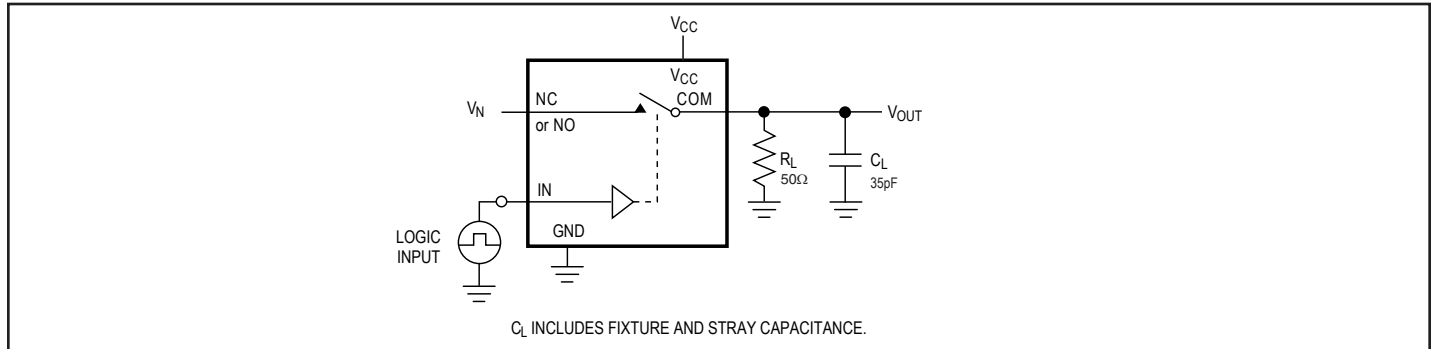 VCC
VCC
VN
NC
or NO
COM
VOUT
RL
50Ω
CL
35pF
IN
GND
LOGIC
INPUT
CL INCLUDES FIXTURE AND STRAY CAPACITANCE.